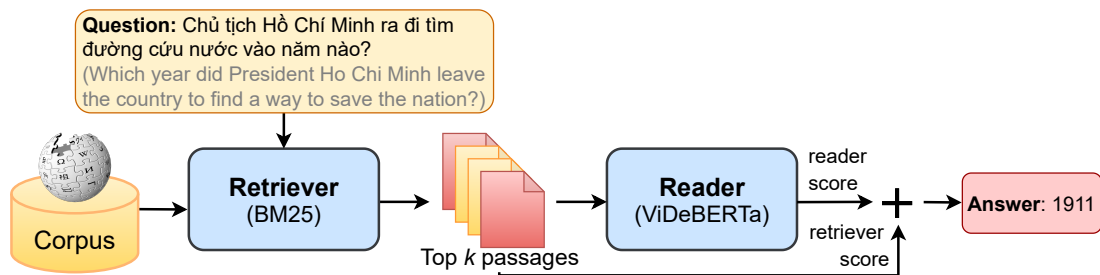 Question: Chủ tịch Hồ Chí Minh ra đi tìm
đường cứu nước vào năm nào?
(Which year did President Ho Chi Minh leave
the country to find a way to save the nation?)
Corpus
Retriever
(BM25)
Top k passages
Reader
(ViDeBERTa)
reader
score
+
retriever
score
Answer: 1911